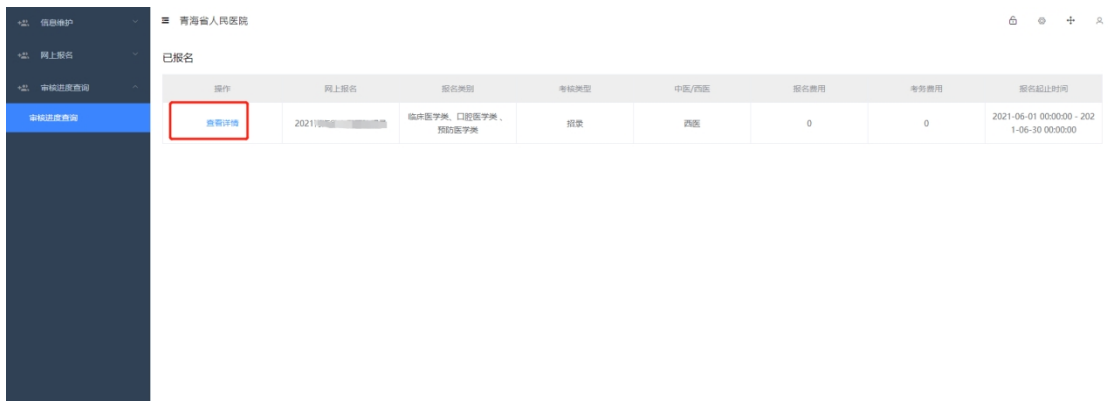 信息维护
网上报名
审核进度查询
审核进度查询
青海省人民医院
已报名
操作 网上报名 报名类别 考核类型 中医/西医 报名费用 考务费用 报名起止时间
查看详情 2021 临床医学类、口腔医学类、 招录 西医 0 0 2021-06-01 00:00:00 - 202
预防医学类 1-06-30 00:00:00